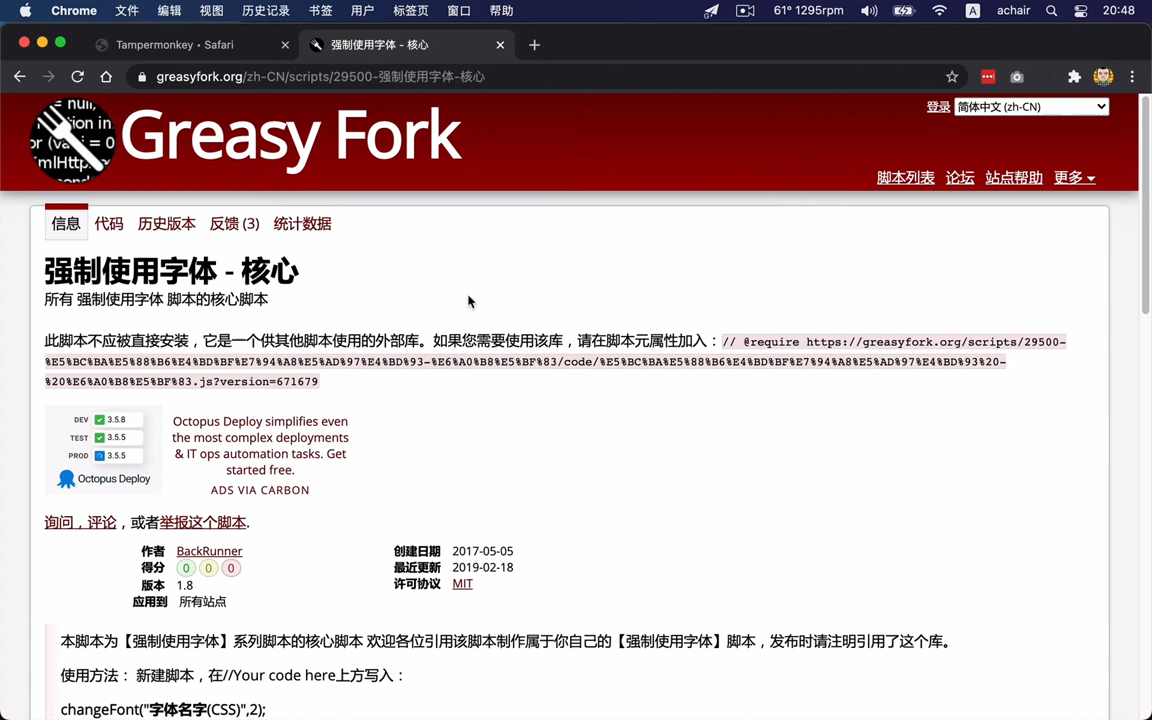 Chrome 文件 编辑 视图 历史记录 书签 用户 标签页 窗口 帮助 61° 1295rpm A achair 20:48
Tampermonkey • Safari 强制使用字体 - 核心
greasyfork.org/zh-CN/scripts/29500-强制使用字体-核心
登录 简体中文 (zh-CN)
Greasy Fork
脚本列表 论坛 站点帮助 更多
信息 代码 历史版本 反馈 (3) 统计数据
强制使用字体 - 核心
所有 强制使用字体 脚本的核心脚本
此脚本不应被直接安装，它是一个供其他脚本使用的外部库。如果您需要使用该库，请在脚本元属性加入：// @require https://greasyfork.org/scripts/29500-
%E5%BC%BA%E5%88%B6%E4%BD%BF%E7%94%A8%E5%AD%97%E4%BD%93-%E6%A0%B8%E5%BF%83/code/%E5%BC%BA%E5%88%B6%E4%BD%BF%E7%94%A8%E5%AD%97%E4%BD%93%20-
%20%E6%A0%B8%E5%BF%83.js?version=671679
DEV 3.5.8
TEST 3.5.5
PROD 3.5.5
Octopus Deploy
Octopus Deploy simplifies even
the most complex deployments
& IT ops automation tasks. Get
started free.
ADS VIA CARBON
询问，评论，或者举报这个脚本.
作者 BackRunner
得分 0 0 0
版本 1.8
应用到 所有站点
创建日期 2017-05-05
最近更新 2019-02-18
许可协议 MIT
本脚本为【强制使用字体】系列脚本的核心脚本 欢迎各位引用该脚本制作属于你自己的【强制使用字体】脚本，发布时请注明引用了这个库。
使用方法： 新建脚本，在//Your code here上方写入：
changeFont("字体名字(CSS)",2);